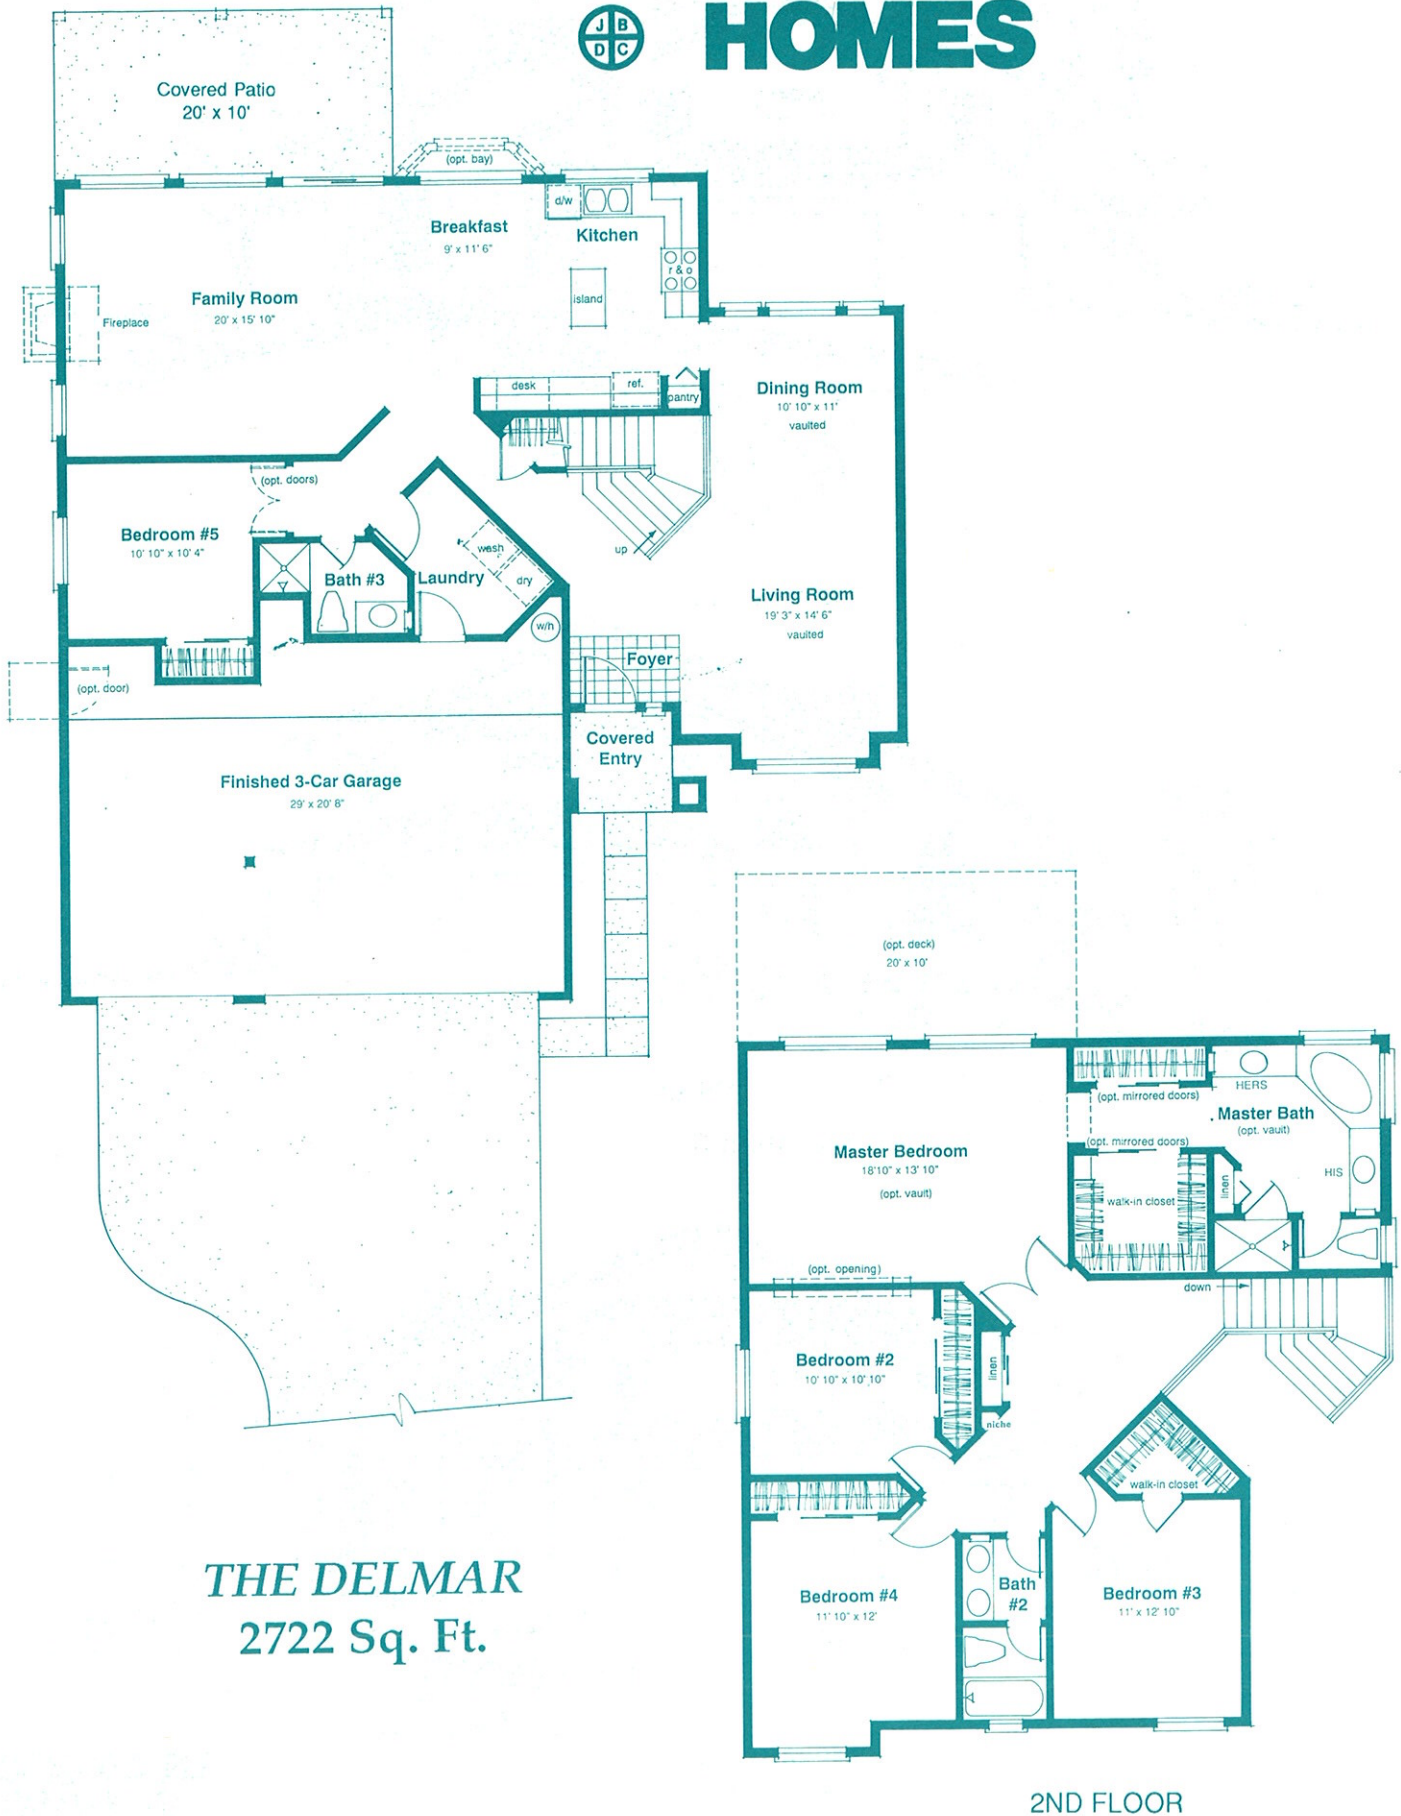 J B
D C
HOMES
Covered Patio
20' x 10'
(opt. bay)
d/w
Breakfast
9' x 11' 6"
Kitchen
r & o
island
Family Room
20' x 15' 10"
Fireplace
desk
ref.
pantry
Dining Room
10' 10" x 11'
vaulted
(opt. doors)
Bedroom #5
10' 10" x 10' 4"
up
wash
dry
Bath #3
Laundry
Living Room
19' 3" x 14' 6"
vaulted
w/h
Foyer
(opt. door)
Covered
Entry
Finished 3-Car Garage
29' x 20' 8"
(opt. deck)
20' x 10'
HERS
(opt. mirrored doors)
Master Bath
(opt. vault)
(opt. mirrored doors)
Master Bedroom
18'10" x 13' 10"
(opt. vault)
HIS
linen
walk-in closet
(opt. opening)
down
Bedroom #2
10' 10" x 10' 10"
linen
niche
walk-in closet
Bedroom #4
11' 10" x 12'
Bath
#2
Bedroom #3
11' x 12' 10"
THE DELMAR
2722 Sq. Ft.
2ND FLOOR